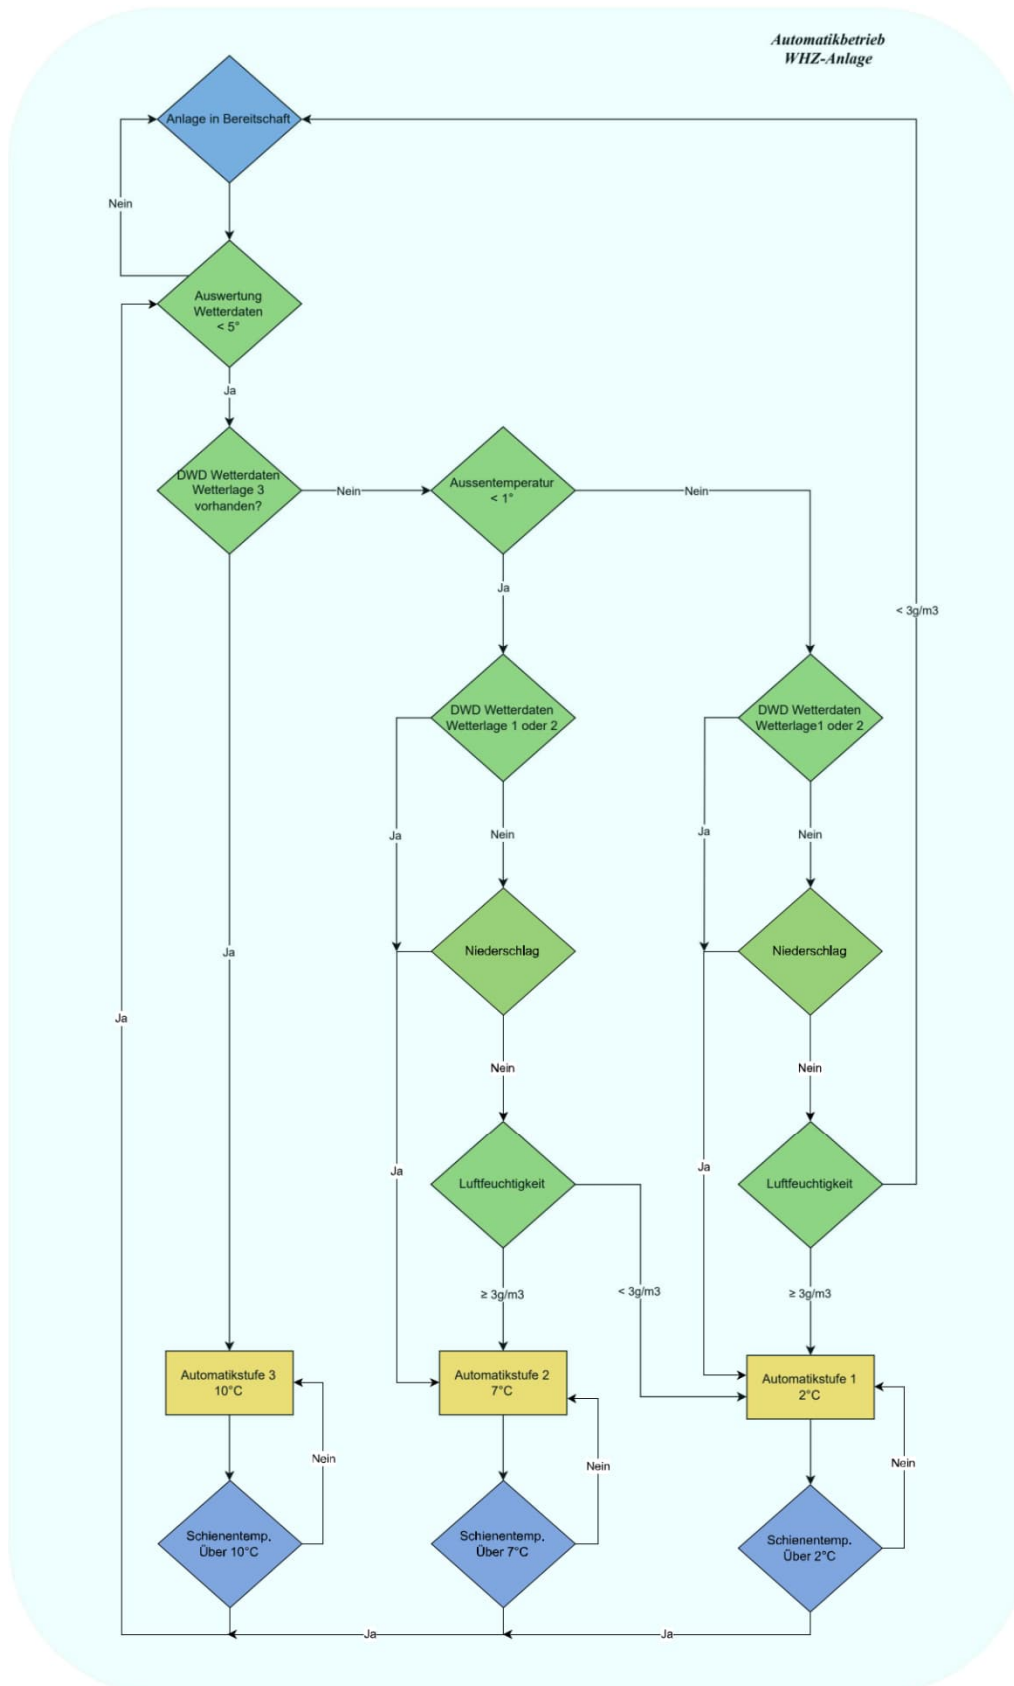 Automatikbetrieb
WHZ-Anlage
Anlage in Bereitschaft
Nein
Auswertung
Wetterdaten
< 5°
Ja
DWD Wetterdaten
Wetterlage 3
vorhanden?
Nein
Aussentemperatur
< 1°
Nein
Ja
< 3g/m3
DWD Wetterdaten
Wetterlage 1 oder 2
DWD Wetterdaten
Wetterlage1 oder 2
Ja
Nein
Ja
Nein
Ja
Niederschlag
Niederschlag
Ja
Nein
Nein
Ja
Ja
Luftfeuchtigkeit
Luftfeuchtigkeit
≥ 3g/m3
< 3g/m3
≥ 3g/m3
Automatikstufe 3
10°C
Automatikstufe 2
7°C
Automatikstufe 1
2°C
Nein
Nein
Nein
Schienentemp.
Über 10°C
Schienentemp.
Über 7°C
Schienentemp.
Über 2°C
Ja
Ja